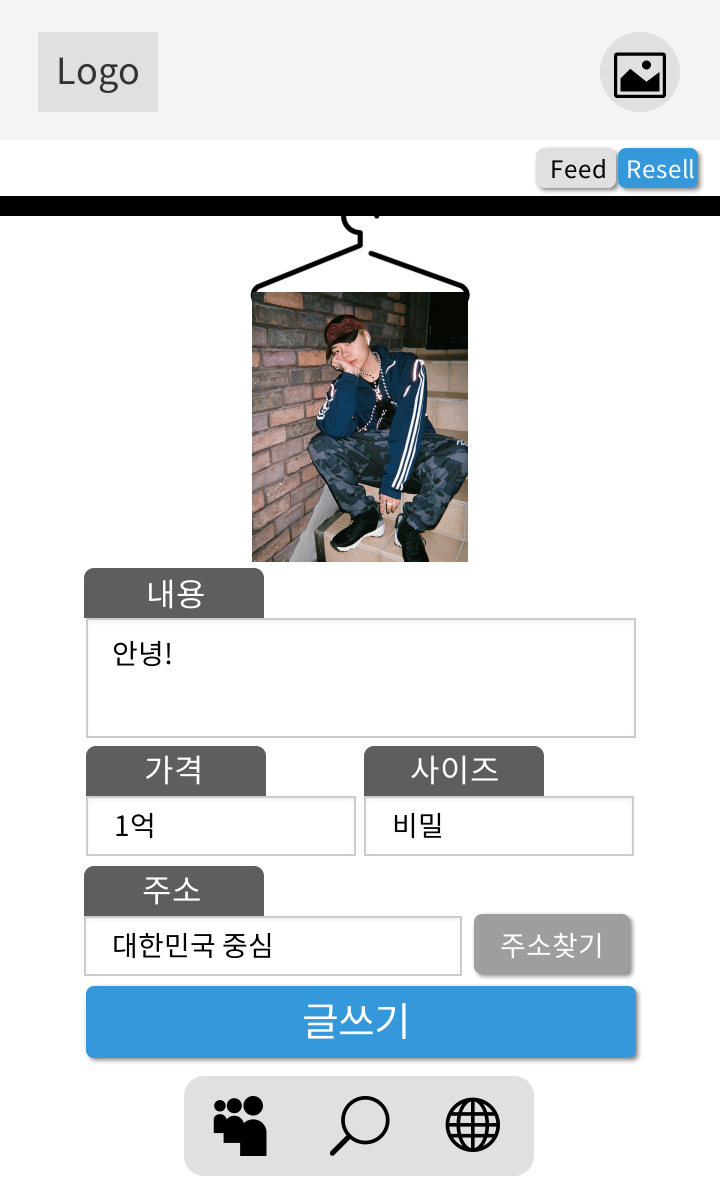 Logo
Feed Resell
내용
안녕!
가격 사이즈
1억 비밀
주소
대한민국 중심 주소찾기
글쓰기